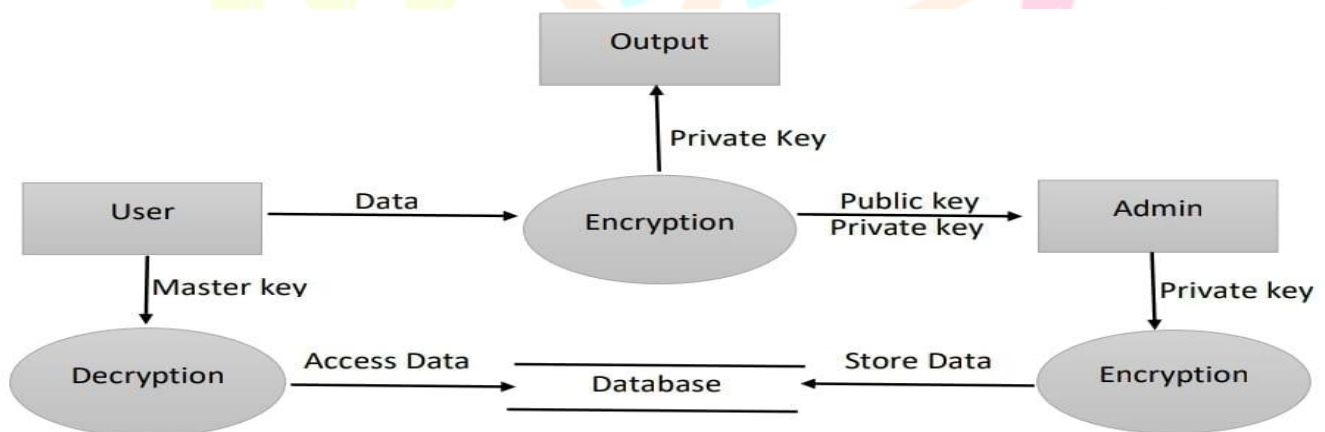 Output
Private Key
User
Data
Encryption
Public key
Private key
Admin
Master key
Private key
Decryption
Access Data
Database
Store Data
Encryption